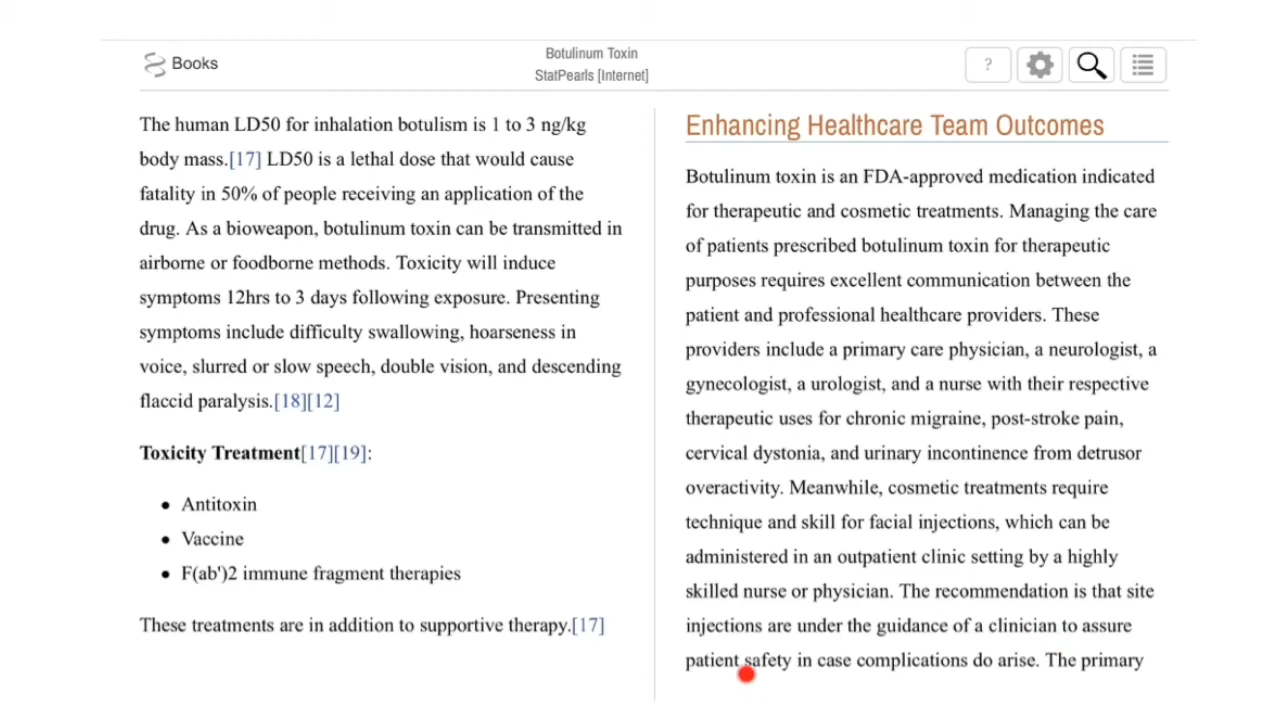 Books
Botulinum Toxin
StatPearls [Internet]
?
The human LD50 for inhalation botulism is 1 to 3 ng/kg
body mass.[17] LD50 is a lethal dose that would cause
fatality in 50% of people receiving an application of the
drug. As a bioweapon, botulinum toxin can be transmitted in
airborne or foodborne methods. Toxicity will induce
symptoms 12hrs to 3 days following exposure. Presenting
symptoms include difficulty swallowing, hoarseness in
voice, slurred or slow speech, double vision, and descending
flaccid paralysis.[18][12]
Toxicity Treatment[17][19]:
• Antitoxin
• Vaccine
• F(ab')2 immune fragment therapies
These treatments are in addition to supportive therapy.[17]
Enhancing Healthcare Team Outcomes
Botulinum toxin is an FDA-approved medication indicated
for therapeutic and cosmetic treatments. Managing the care
of patients prescribed botulinum toxin for therapeutic
purposes requires excellent communication between the
patient and professional healthcare providers. These
providers include a primary care physician, a neurologist, a
gynecologist, a urologist, and a nurse with their respective
therapeutic uses for chronic migraine, post-stroke pain,
cervical dystonia, and urinary incontinence from detrusor
overactivity. Meanwhile, cosmetic treatments require
technique and skill for facial injections, which can be
administered in an outpatient clinic setting by a highly
skilled nurse or physician. The recommendation is that site
injections are under the guidance of a clinician to assure
patient safety in case complications do arise. The primary